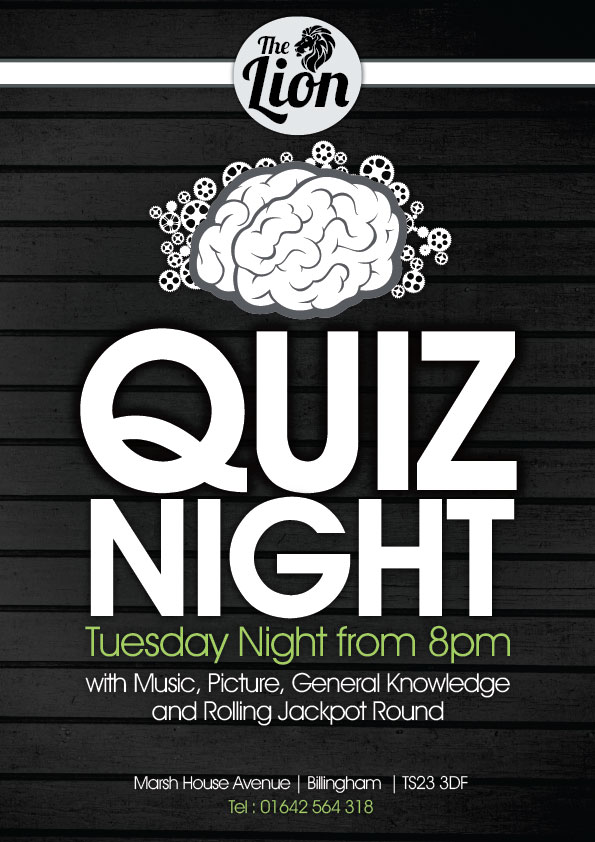 The
Lion
QUIZ
NIGHT
Tuesday Night from 8pm
with Music, Picture, General Knowledge
and Rolling Jackpot Round
Marsh House Avenue | Billingham | TS23 3DF
Tel : 01642 564 318